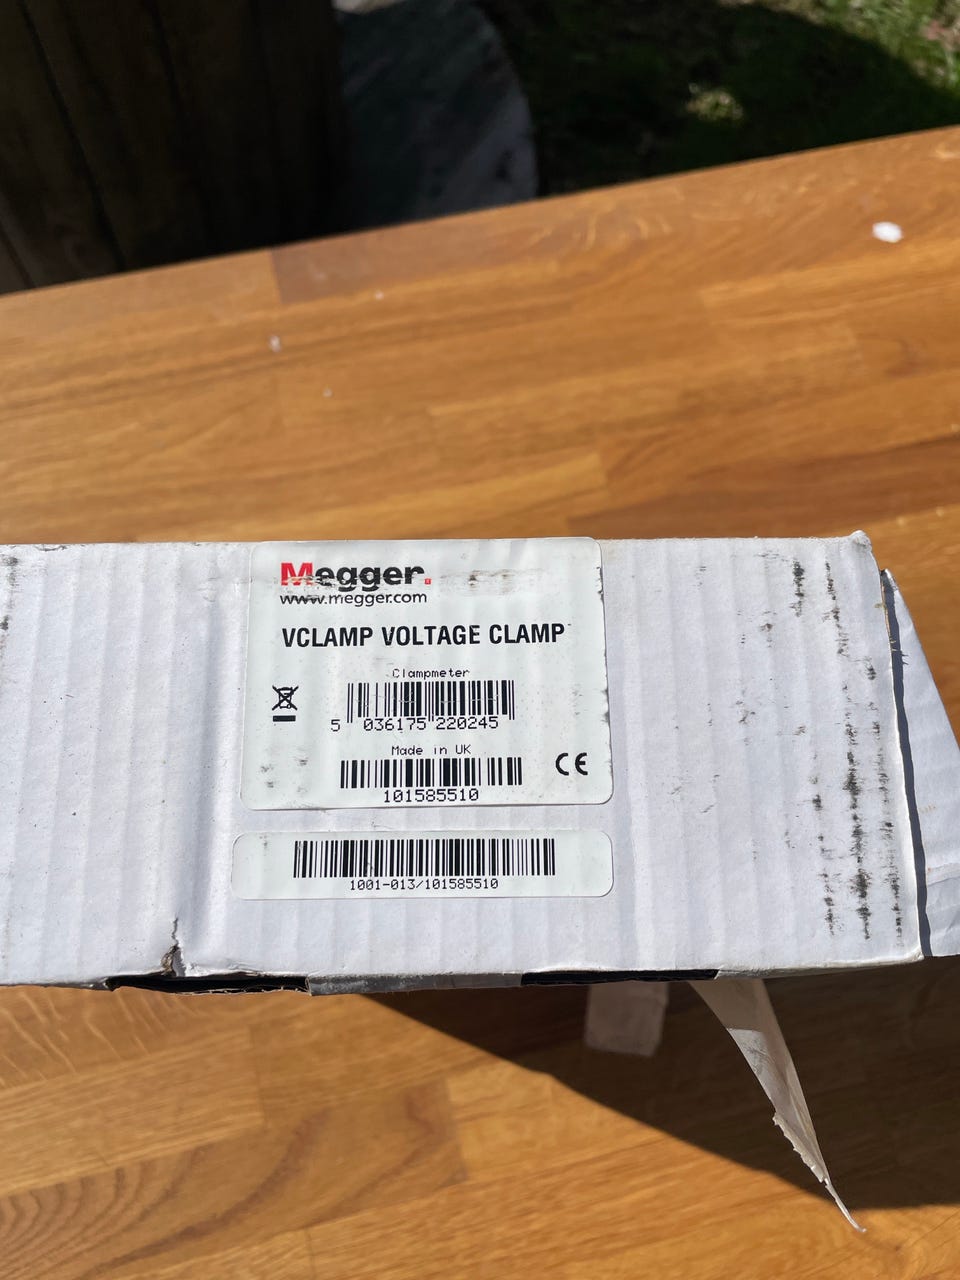 Megger.
www.megger.com
VCLAMP VOLTAGE CLAMP
Clampmeter
5 036175 220245
Made in UK
CE
101585510
1001-013/101585510